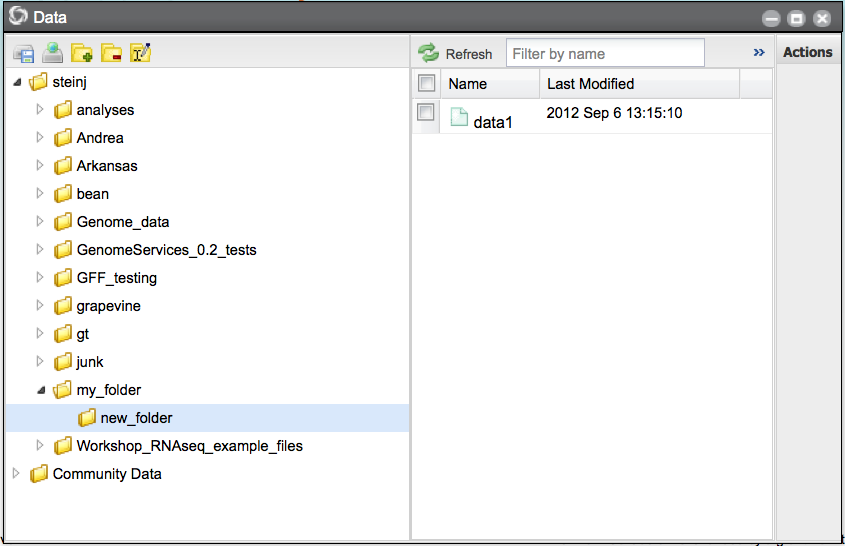 Data
Refresh
Filter by name
»
Actions
steinj
analyses
Andrea
Arkansas
bean
Genome_data
GenomeServices_0.2_tests
GFF_testing
grapevine
gt
junk
my_folder
new_folder
Workshop_RNAseq_example_files
Community Data
Name Last Modified
data1 2012 Sep 6 13:15:10